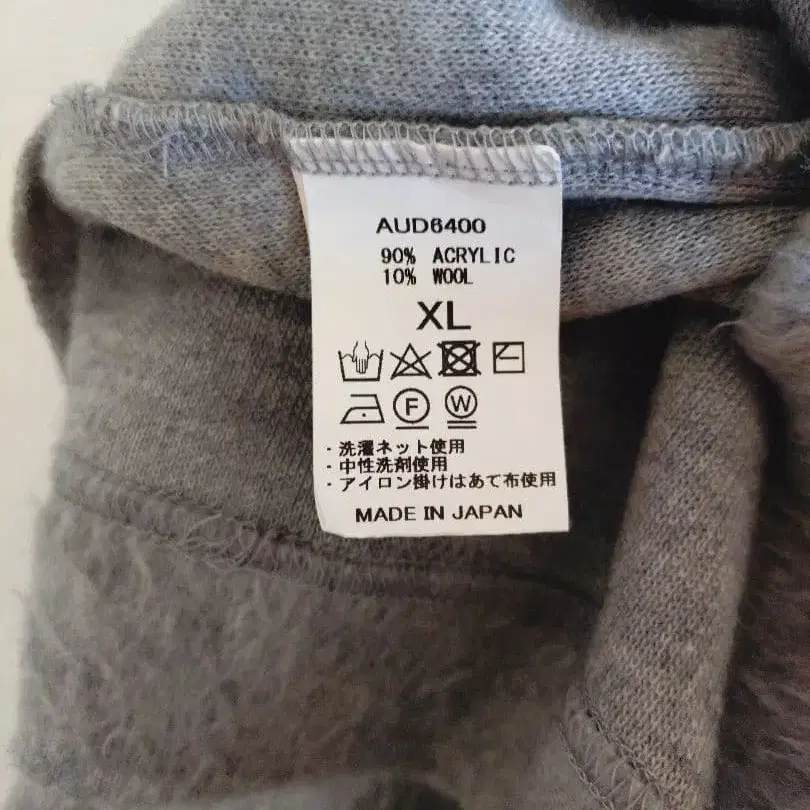 AUD6400
90% ACRYLIC
10% WOOL
XL
F W
・洗濯ネット使用
・中性洗剤使用
・アイロン掛けはあて布使用
MADE IN JAPAN